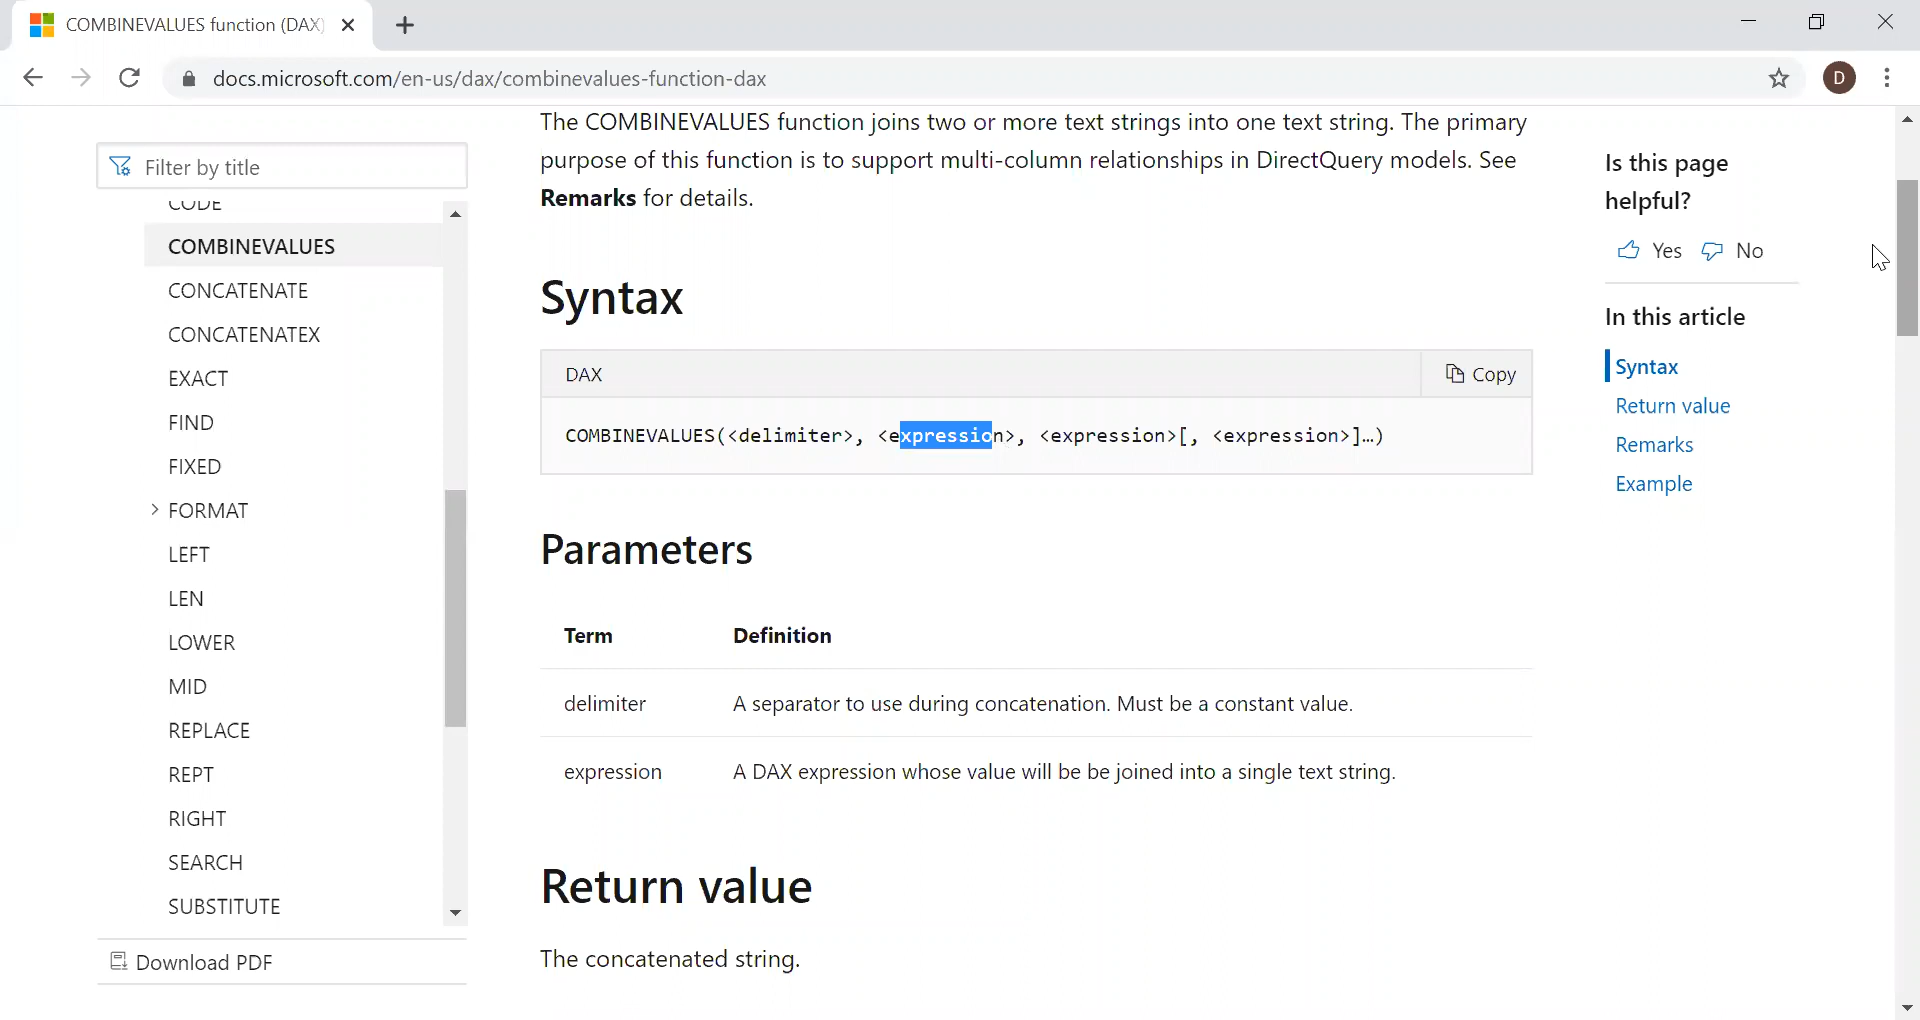 COMBINEVALUES function (DAX)
docs.microsoft.com/en-us/dax/combinevalues-function-dax
D
Filter by title
CODE
COMBINEVALUES
CONCATENATE
CONCATENATEX
EXACT
FIND
FIXED
FORMAT
LEFT
LEN
LOWER
MID
REPLACE
REPT
RIGHT
SEARCH
SUBSTITUTE
Download PDF
The COMBINEVALUES function joins two or more text strings into one text string. The primary
purpose of this function is to support multi-column relationships in DirectQuery models. See
Remarks for details.
Syntax
DAX
Copy
COMBINEVALUES(<delimiter>, <expression>, <expression>[, <expression>]…)
Parameters
Term Definition
delimiter A separator to use during concatenation. Must be a constant value.
expression A DAX expression whose value will be be joined into a single text string.
Return value
The concatenated string.
Is this page
helpful?
Yes No
In this article
Syntax
Return value
Remarks
Example